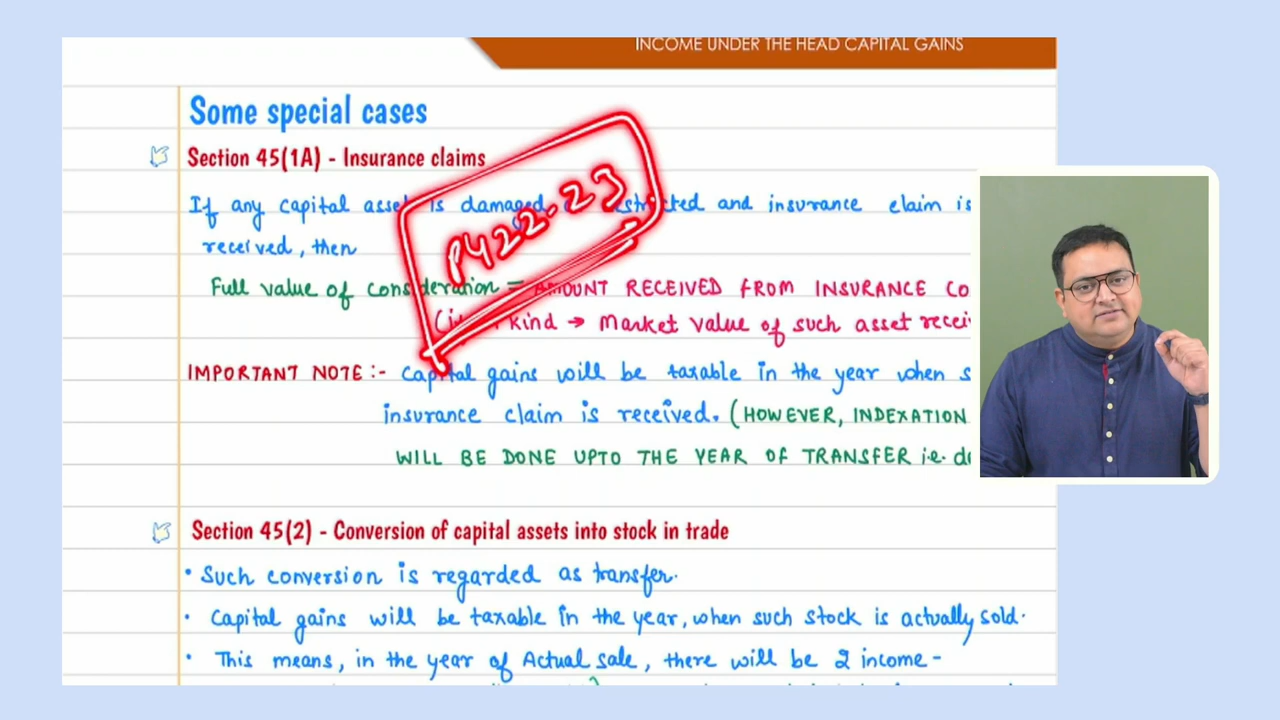 INCOME UNDER THE HEAD CAPITAL GAINS
Some special cases
Section 45(1A) - Insurance claims
If any capital asset is damaged and insurance claim is
received, then
Full value of consideration = AMOUNT RECEIVED FROM INSURANCE CO
kind → Market value of such asset
PY22-23
IMPORTANT NOTE :- Capital gains will be taxable in the year when
insurance claim is received. (HOWEVER, INDEXATION
WILL BE DONE UPTO THE YEAR OF TRANSFER i.e.
Section 45(2) - Conversion of capital assets into stock in trade
• Such conversion is regarded as transfer.
• Capital gains will be taxable in the year, when such stock is actually sold.
• This means, in the year of Actual sale, there will be 2 income -